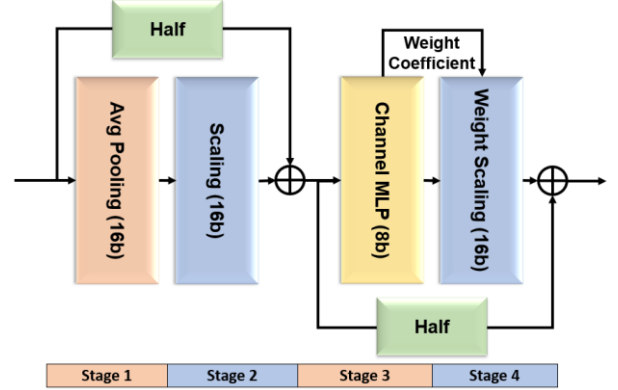 Half
Weight
Coefficient
Avg Pooling (16b)
Scaling (16b)
Channel MLP (8b)
Weight Scaling (16b)
Half
Stage 1
Stage 2
Stage 3
Stage 4